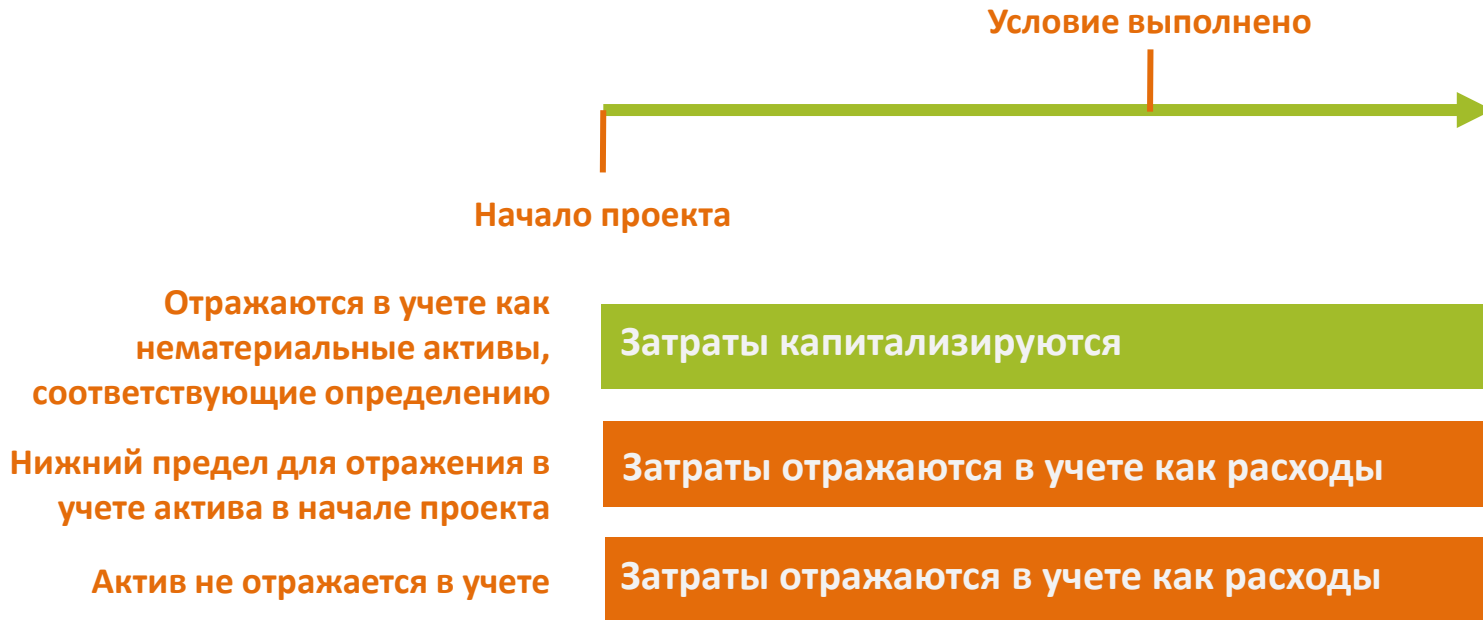 Условие выполнено
Начало проекта
Отражаются в учете как
нематериальные активы,
соответствующие определению
Затраты капитализируются
Нижний предел для отражения в
учете актива в начале проекта
Затраты отражаются в учете как расходы
Актив не отражается в учете
Затраты отражаются в учете как расходы